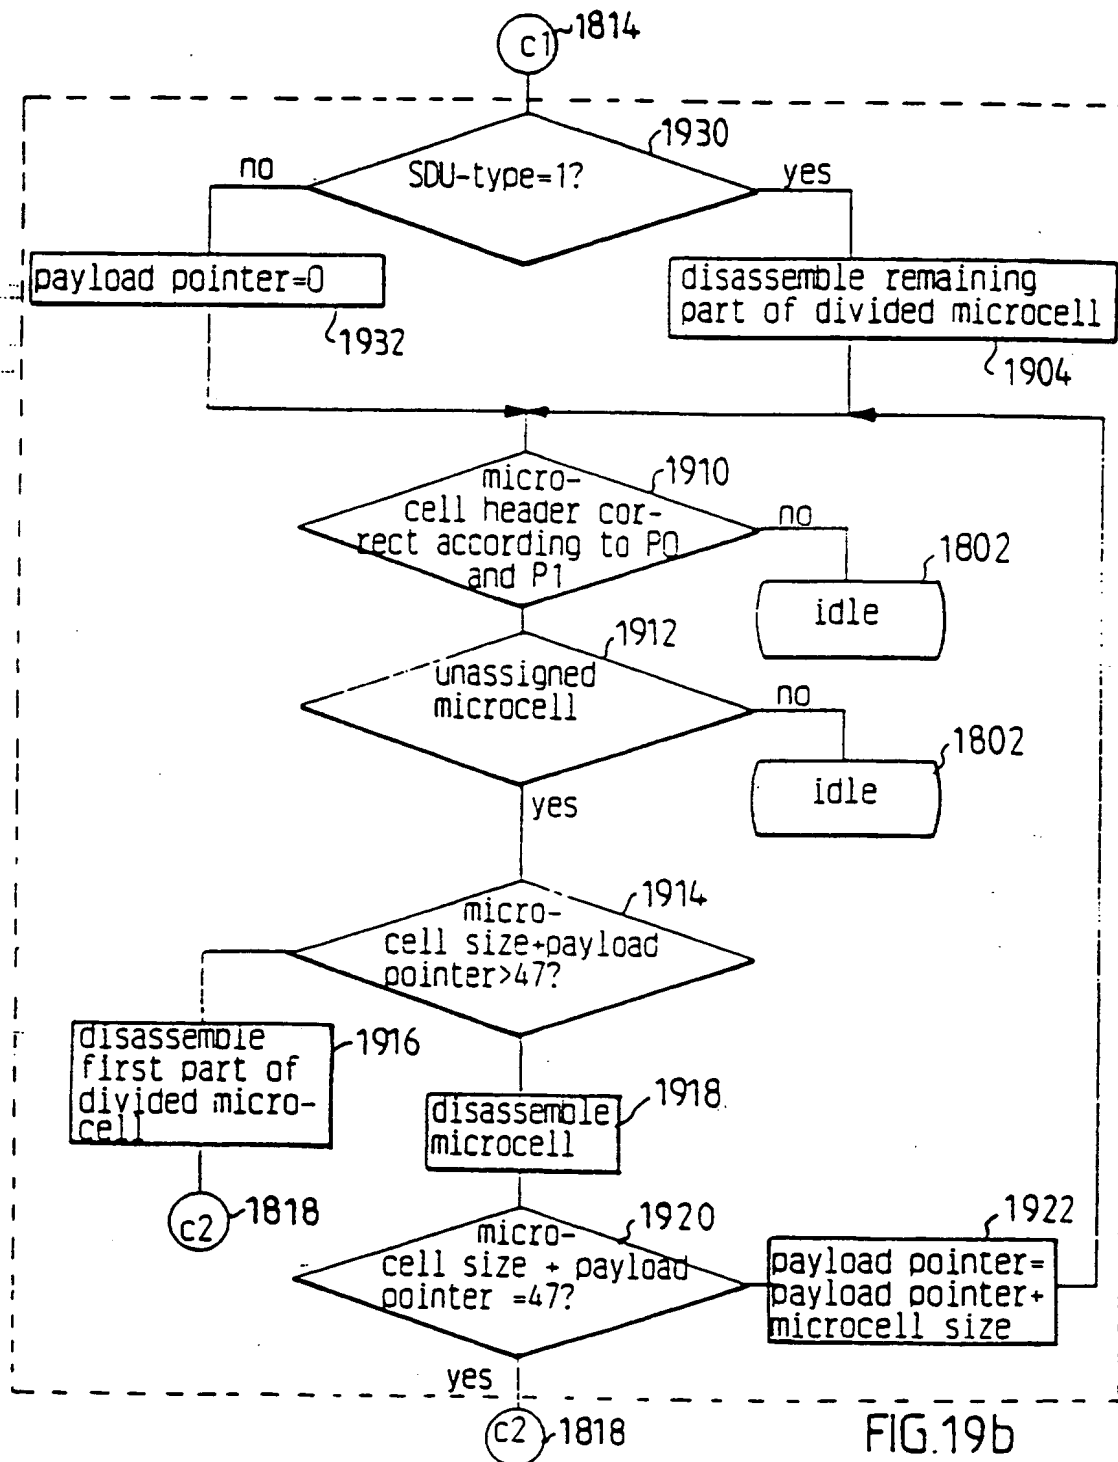 c1
1814
1930
SDU-type=1?
no
yes
payload pointer=0
1932
disassemble remaining
part of divided microcell
1904
micro-
cell header cor-
rect according to P0
and P1
1910
no
1802
idle
1912
unassigned
microcell
no
1802
idle
yes
1914
micro-
cell size+payload
pointer>47?
disassemble
first part of
divided micro-
cell
1916
disassemble
microcell
1918
c2
1818
1920
micro-
cell size + payload
pointer =47?
1922
payload pointer=
payload pointer+
microcell size
yes
c2
1818
FIG.19b